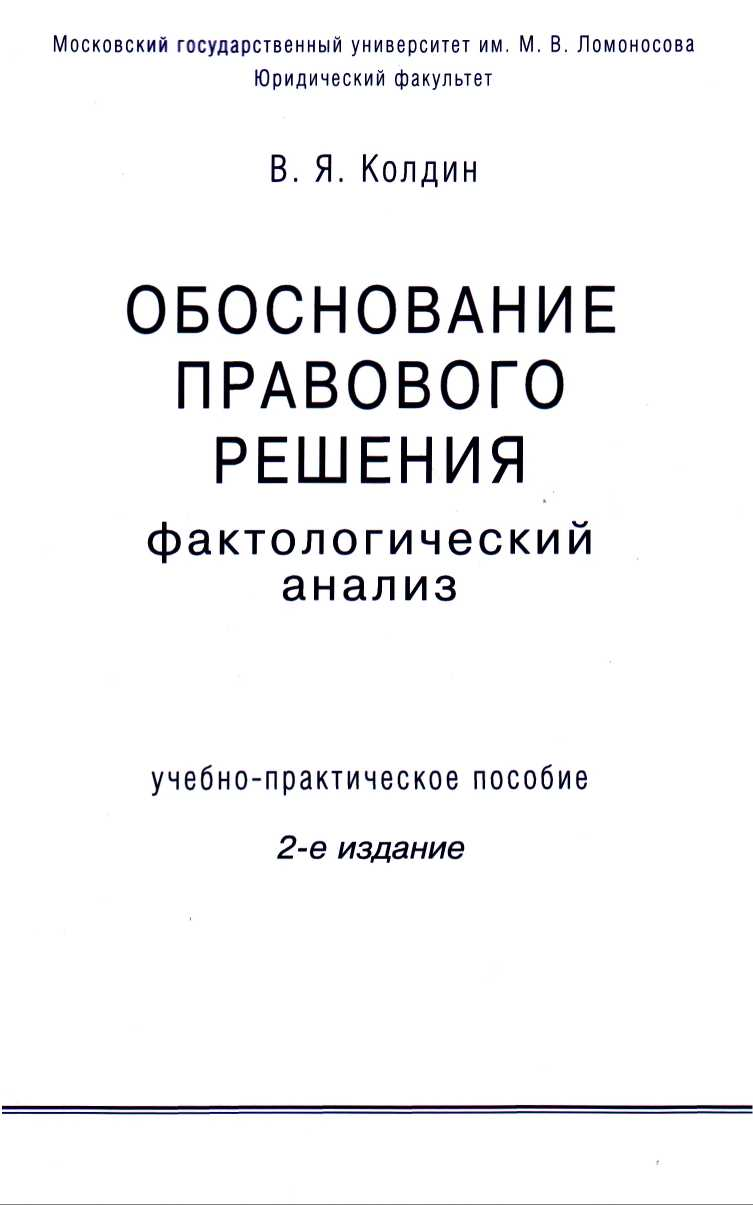 Московский государственный университет им. М. В. Ломоносова
Юридический факультет
В. Я. Колдин
ОБОСНОВАНИЕ
ПРАВОВОГО
РЕШЕНИЯ
фактологический
анализ
учебно-практическое пособие
2-е издание